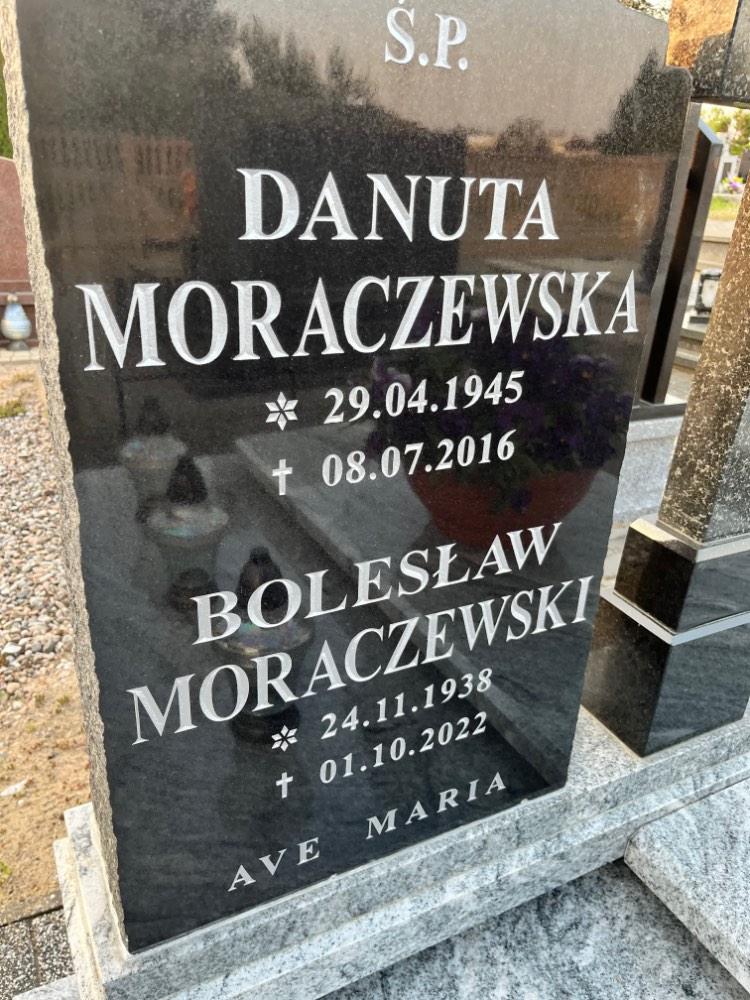 Ś.P.
DANUTA
MORACZEWSKA
29.04.1945
08.07.2016
BOLESŁAW
MORACZEWSKI
24.11.1938
01.10.2022
AVE MARIA